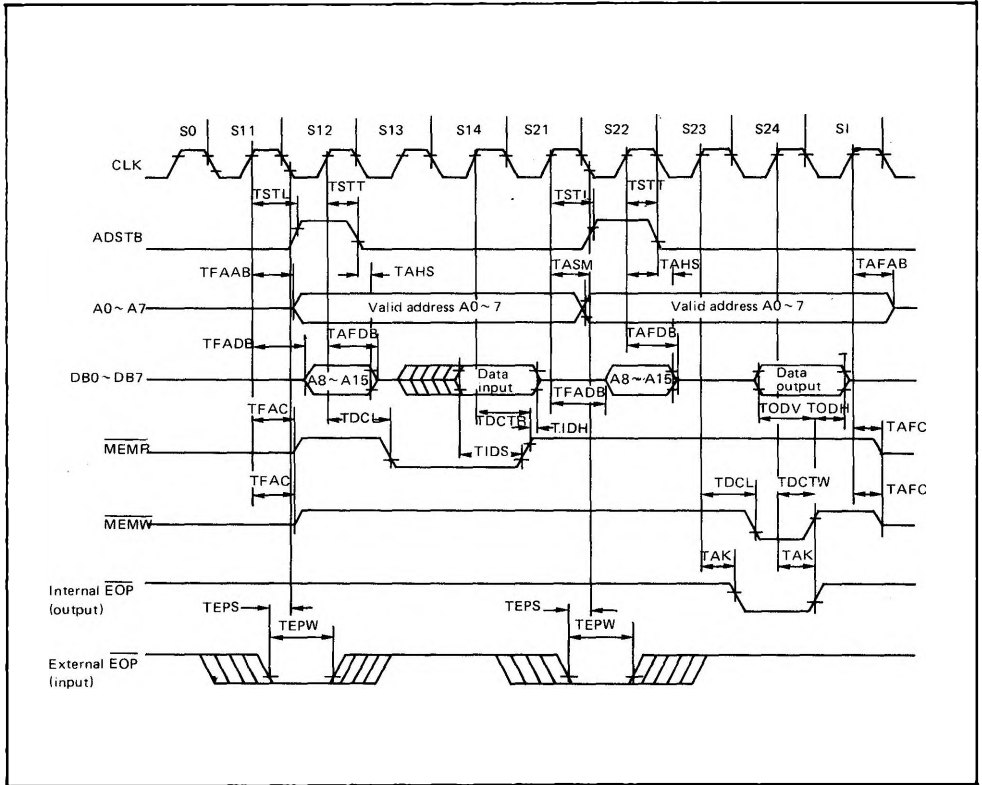 S0 S11 S12 S13 S14 S21 S22 S23 S24 SI
CLK
TSTL TSTT TSTL TSTT
ADSTB
TFAAB TAHS TASM TAHS TAFAB
A0~A7 Valid address A0~7 Valid address A0~7
TFADB TAFDB TAFDB
DB0~DB7 A8~A15 Data input TFADB A8~A15 Data output
TFAC TDCL TDCTR TIDH TODV TODH TAFC
MEMR TIDS
TFAC TDCL TDCTW TAFC
MEMW
TAK TAK
Internal EOP
(output)
TEPS TEPW TEPS TEPW
External EOP
(input)